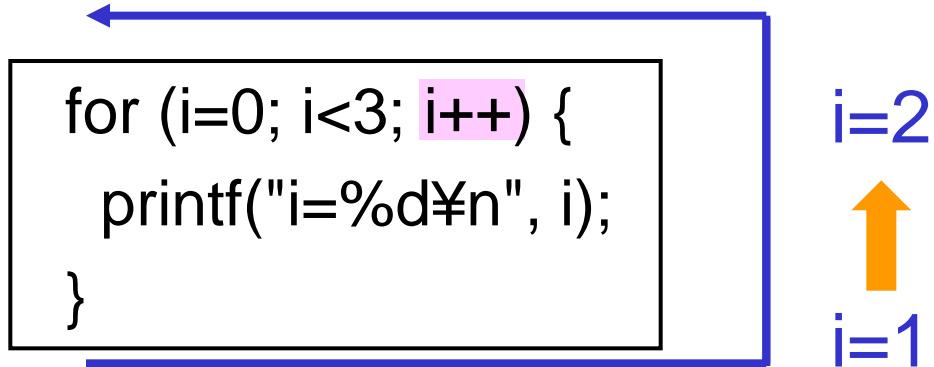 for (i=0; i<3; i++) {
printf("i=%d¥n", i);
}
i=2
i=1